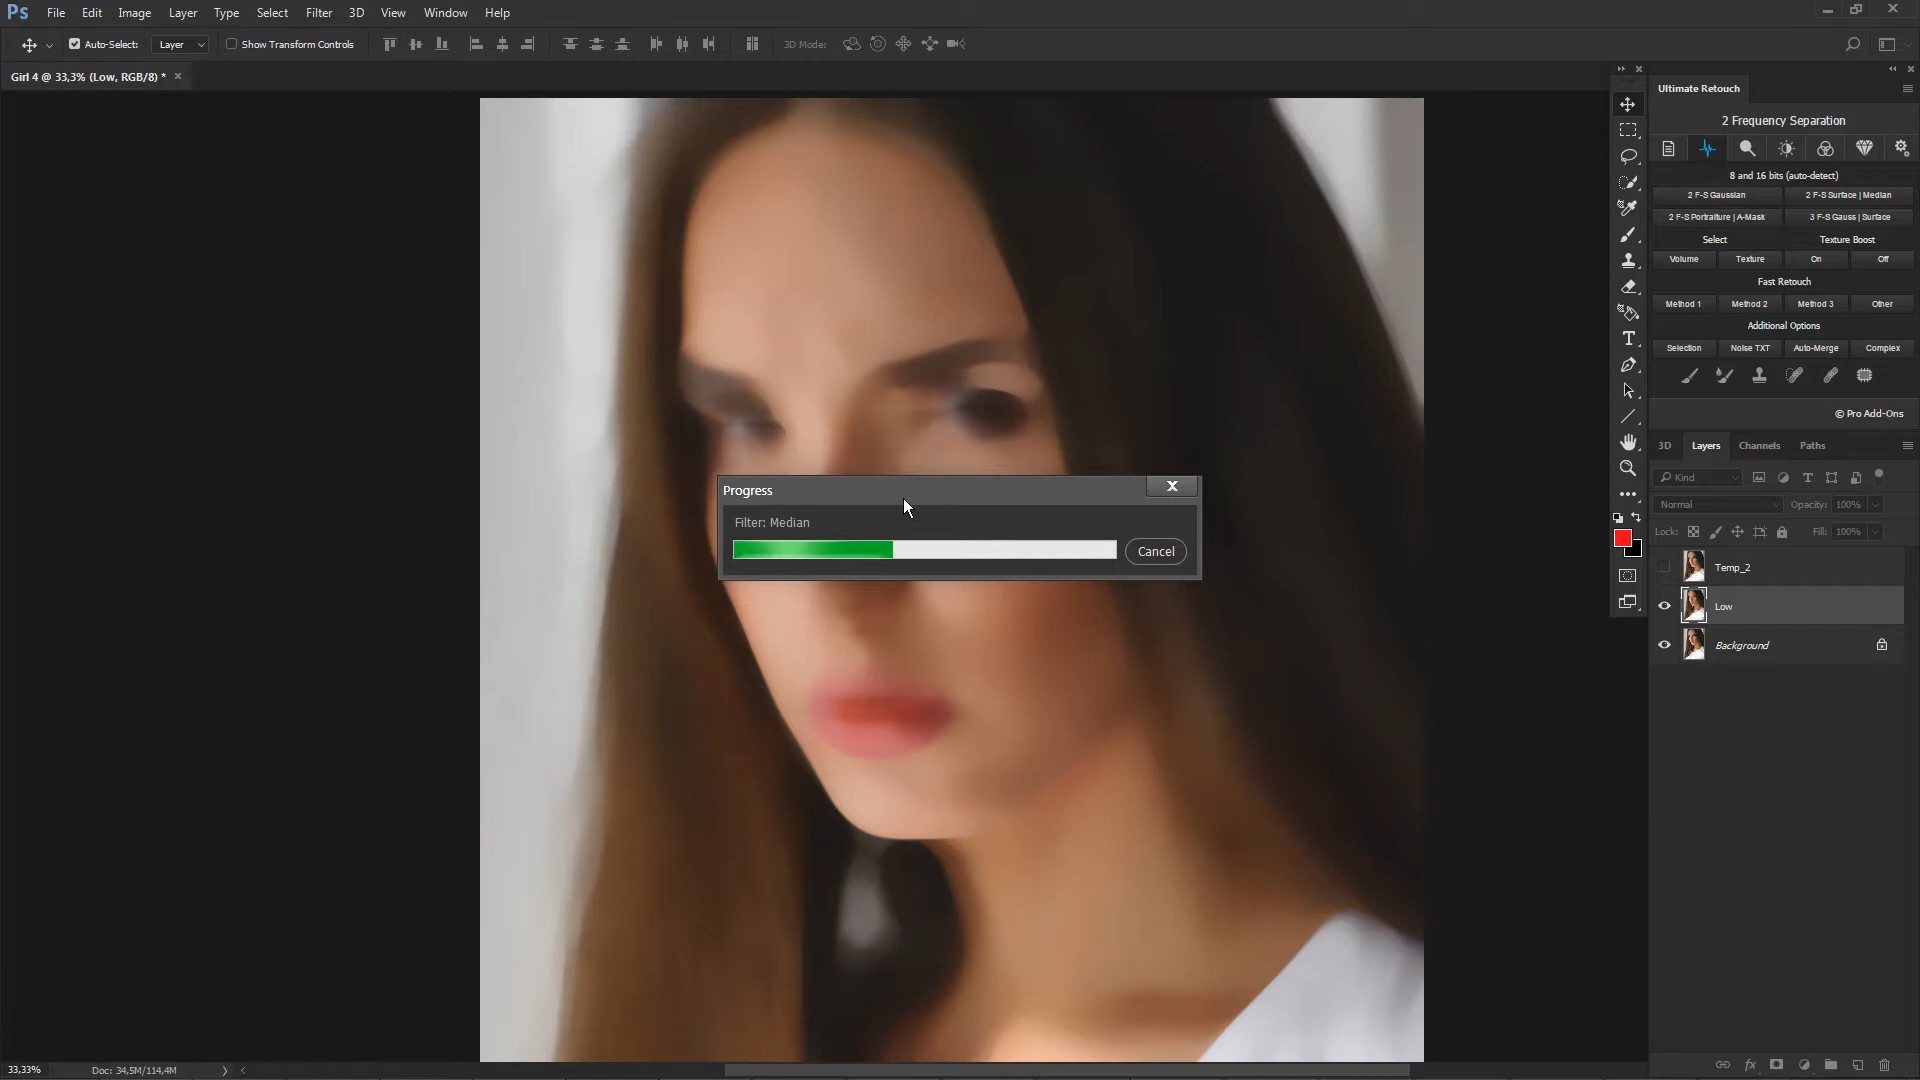 Ps File Edit Image Layer Type Select Filter 3D View Window Help
Auto-Select: Layer Show Transform Controls 3D Mode:
Girl 4 @ 33,3% (Low, RGB/8) *
Ultimate Retouch
2 Frequency Separation
8 and 16 bits (auto-detect)
2 F-S Gaussian 2 F-S Surface | Median
2 F-S Portraiture | A-Mask 3 F-S Gauss | Surface
Select Texture Boost
Volume Texture On Off
Fast Retouch
Method 1 Method 2 Method 3 Other
Additional Options
Selection Noise TXT Auto-Merge Complex
© Pro Add-Ons
3D Layers Channels Paths
Kind
Normal Opacity: 100%
Lock: Fill: 100%
Temp_2
Low
Background
Progress
Filter: Median
Cancel
33,33% Doc: 34,5M/114,4M